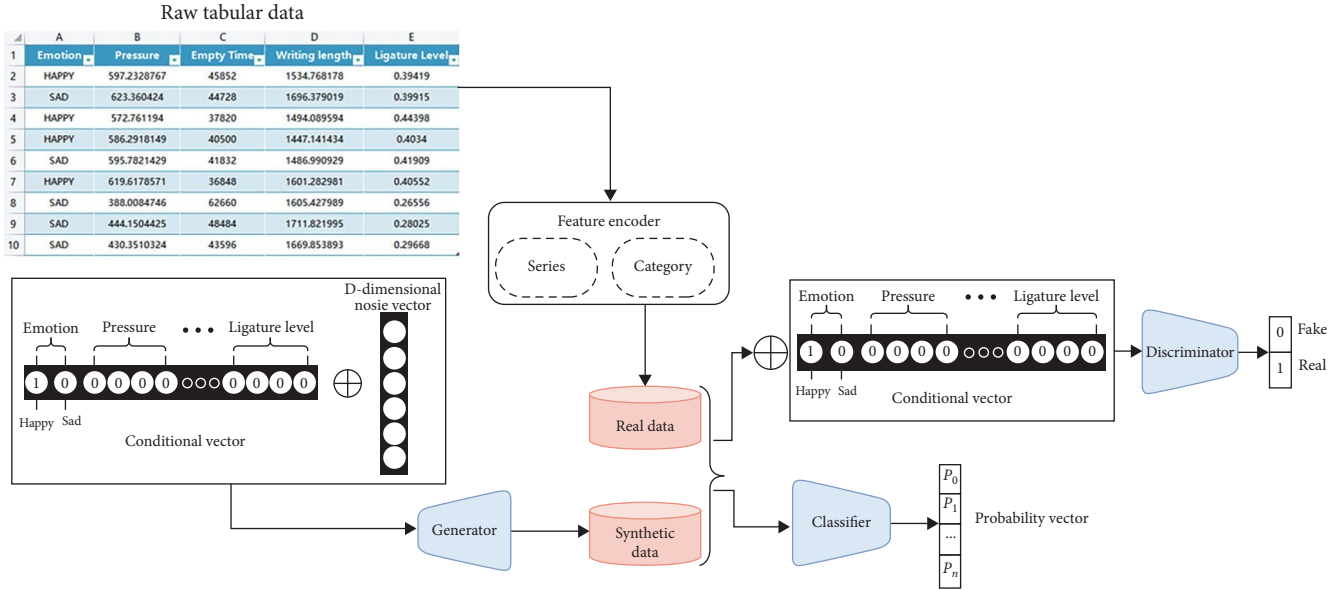 Raw tabular data
A B C D E
1 Emotion Pressure Empty Time Writing length Ligature Level
2 HAPPY 597.2328767 45852 1534.768178 0.39419
3 SAD 623.360424 44728 1696.379019 0.39915
4 HAPPY 572.761194 37820 1494.089594 0.44398
5 HAPPY 586.2918149 40500 1447.141434 0.4034
6 SAD 595.7821429 41832 1486.990929 0.41909
7 HAPPY 619.6178571 36848 1601.282981 0.40552
8 SAD 388.0084746 62660 1605.427989 0.26556
9 SAD 444.1504425 48484 1711.821995 0.28025
10 SAD 430.3510324 43596 1669.853893 0.29668
Feature encoder
Series Category
D-dimensional
nosie vector
Emotion Pressure ••• Ligature level
1 0 0 0 0 0 0 0 0 0
Happy Sad
Conditional vector
Generator
Real data
Synthetic
data
Emotion Pressure ••• Ligature level
1 0 0 0 0 0 0 0 0 0
Happy Sad
Conditional vector
Discriminator
0 Fake
1 Real
Classifier
P0
P1
...
Pn
Probability vector